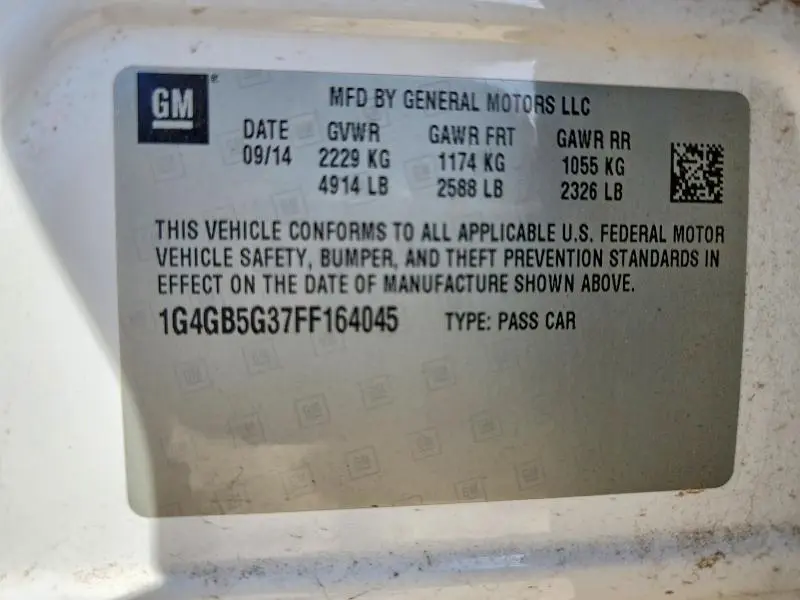 GM
MFD BY GENERAL MOTORS LLC
DATE GVWR GAWR FRT GAWR RR
09/14 2229 KG 1174 KG 1055 KG
4914 LB 2588 LB 2326 LB
THIS VEHICLE CONFORMS TO ALL APPLICABLE U.S. FEDERAL MOTOR
VEHICLE SAFETY, BUMPER, AND THEFT PREVENTION STANDARDS IN
EFFECT ON THE DATE OF MANUFACTURE SHOWN ABOVE.
1G4GB5G37FF164045 TYPE: PASS CAR